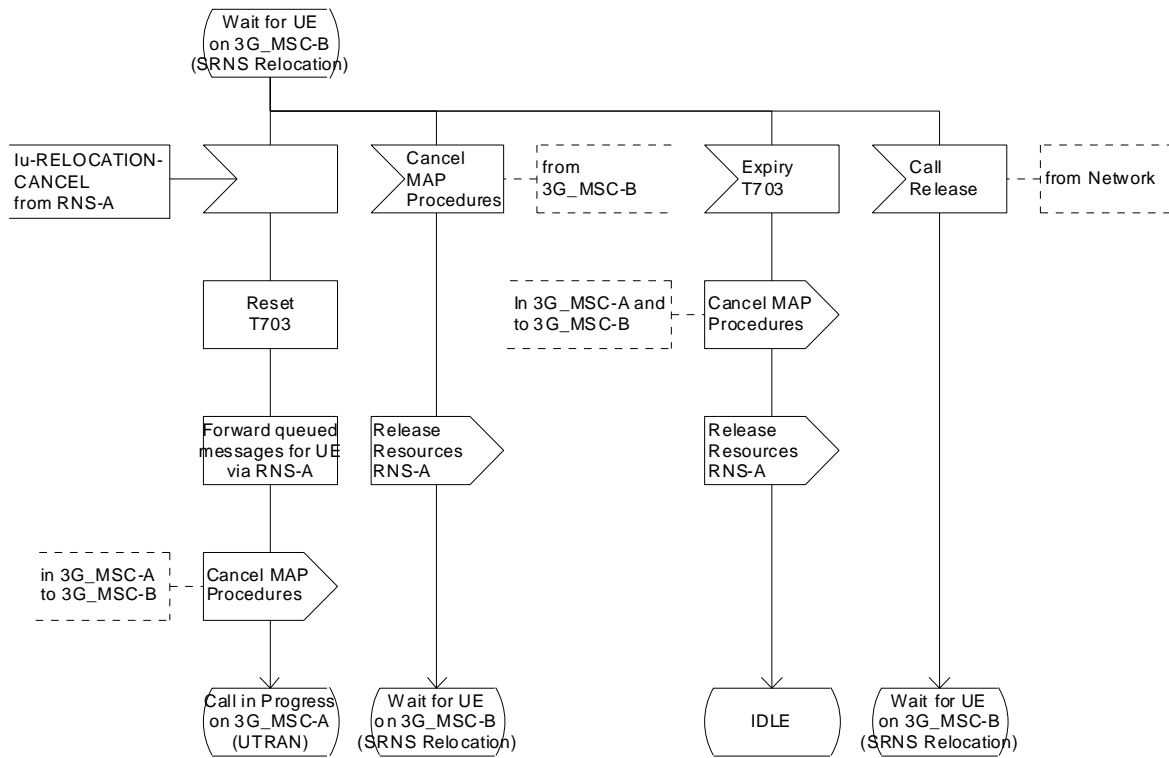 Wait for UE
on 3G_MSC-B
(SRNS Relocation)
Iu-RELOCATION-
CANCEL
from RNS-A
Cancel
MAP
Procedures
from
3G_MSC-B
Expiry
T703
Call
Release
from Network
Reset
T703
In 3G_MSC-A and
to 3G_MSC-B
Cancel MAP
Procedures
Forward queued
messages for UE
via RNS-A
Release
Resources
RNS-A
Release
Resources
RNS-A
in 3G_MSC-A
to 3G_MSC-B
Cancel MAP
Procedures
Call in Progress
on 3G_MSC-A
(UTRAN)
Wait for UE
on 3G_MSC-B
(SRNS Relocation)
IDLE
Wait for UE
on 3G_MSC-B
(SRNS Relocation)